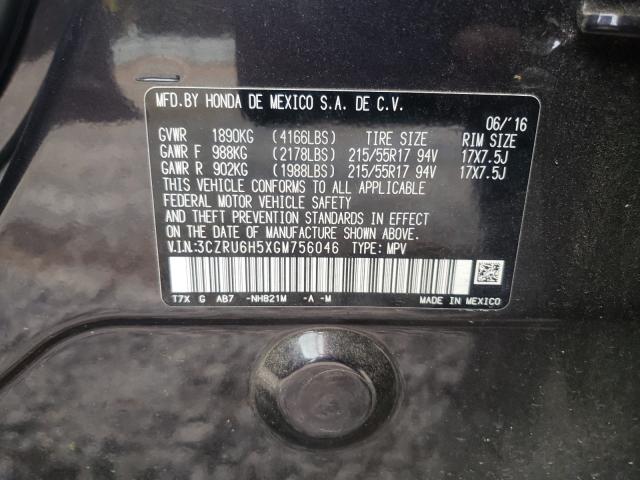 MFD.BY HONDA DE MEXICO S.A. DE C.V.
06/'16
GVWR 1890KG (4166LBS) TIRE SIZE RIM SIZE
GAWR F 988KG (2178LBS) 215/55R17 94V 17X7.5J
GAWR R 902KG (1988LBS) 215/55R17 94V 17X7.5J
THIS VEHICLE CONFORMS TO ALL APPLICABLE
FEDERAL MOTOR VEHICLE SAFETY
AND THEFT PREVENTION STANDARDS IN EFFECT
ON THE DATE OF MANUFACTURE SHOWN ABOVE.
V.I.N:3CZRU6H5XGM756046 TYPE: MPV
T7X G AB7 -NHB21M -A -M MADE IN MEXICO